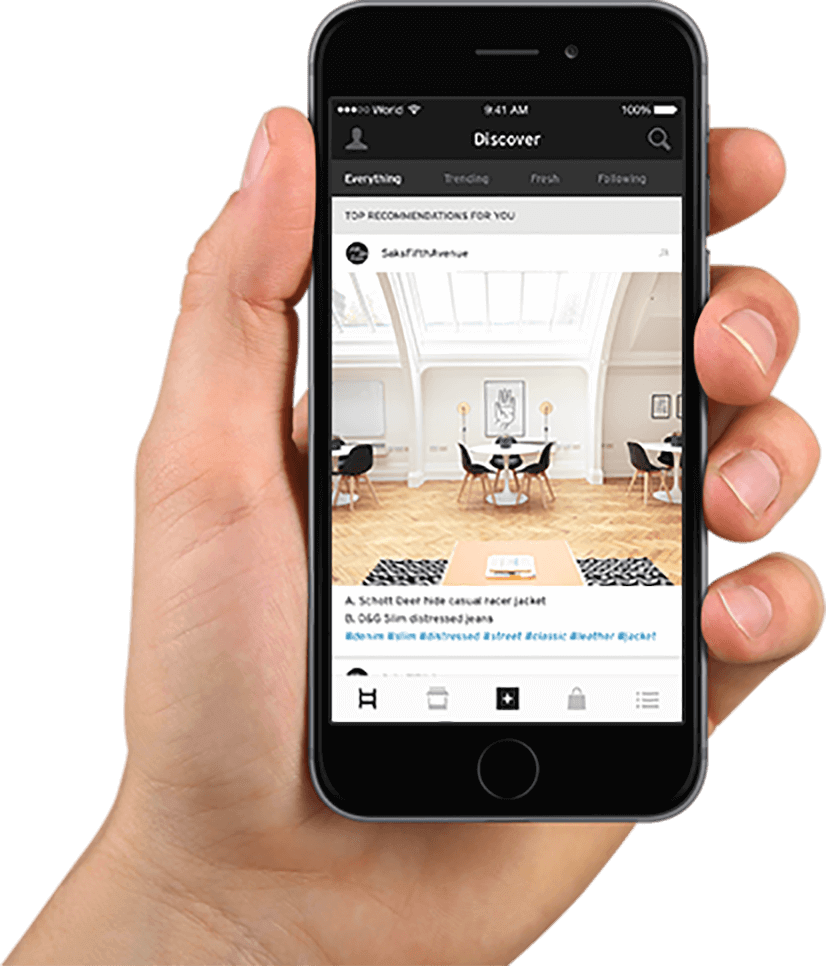 World 9:41 AM 100%
Discover
Everything Trending Fresh Following
TOP RECOMMENDATIONS FOR YOU
SaksFifthAvenue
A. Schott Deer hide casual racer jacket
B. D&G Slim distressed jeans
#denim #slim #distressed #street #classic #leather #jacket